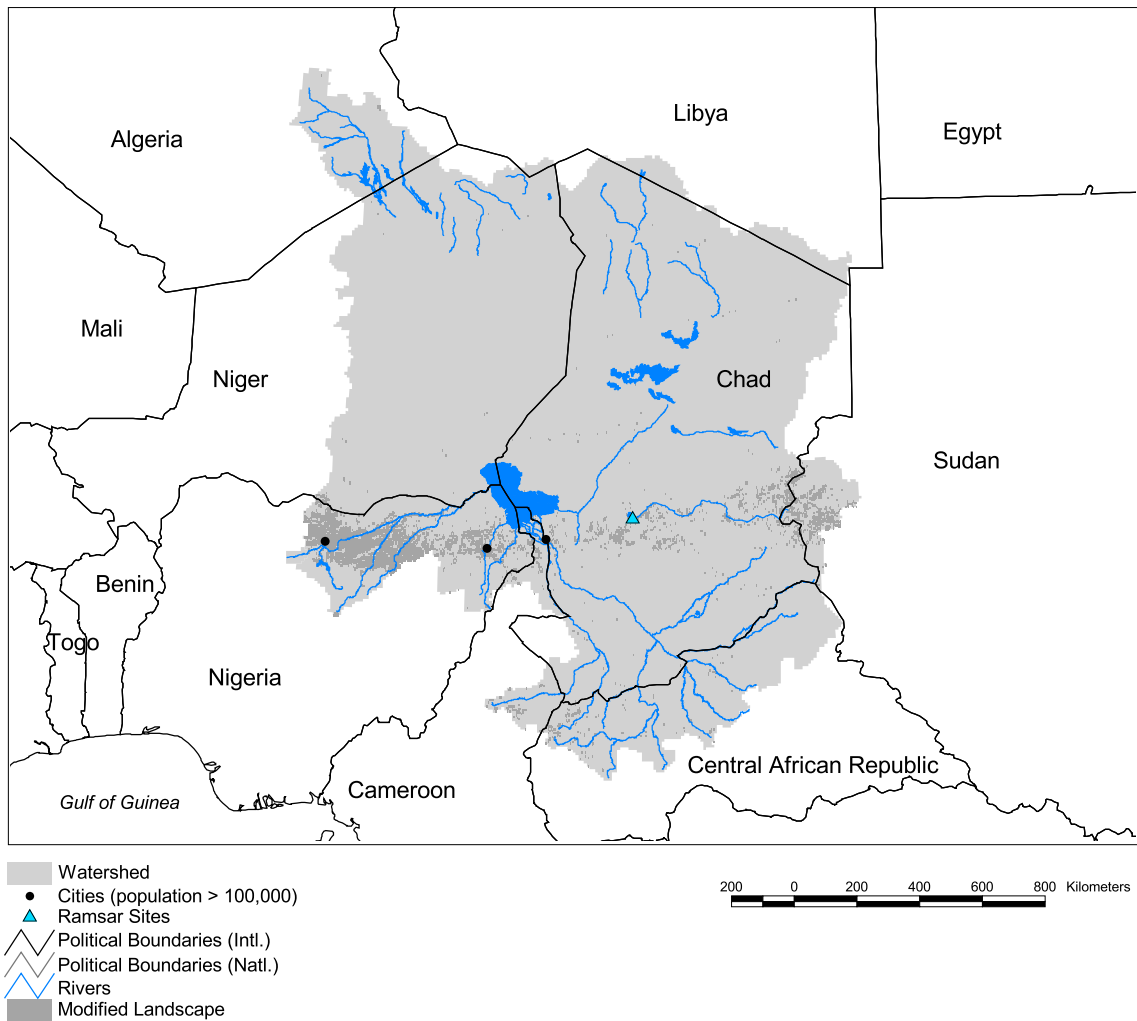 Libya
Egypt
Algeria
Mali
Niger
Chad
Sudan
Benin
Togo
Nigeria
Central African Republic
Cameroon
Gulf of Guinea
Watershed
Cities (population > 100,000)
Ramsar Sites
Political Boundaries (Intl.)
Political Boundaries (Natl.)
Rivers
Modified Landscape
200 0 200 400 600 800 Kilometers